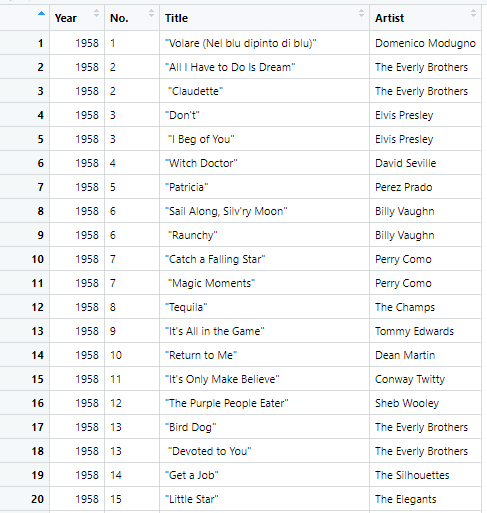 Year No. Title Artist
1 1958 1 "Volare (Nel blu dipinto di blu)" Domenico Modugno
2 1958 2 "All I Have to Do Is Dream" The Everly Brothers
3 1958 2 "Claudette" The Everly Brothers
4 1958 3 "Don't" Elvis Presley
5 1958 3 "I Beg of You" Elvis Presley
6 1958 4 "Witch Doctor" David Seville
7 1958 5 "Patricia" Perez Prado
8 1958 6 "Sail Along, Silv'ry Moon" Billy Vaughn
9 1958 6 "Raunchy" Billy Vaughn
10 1958 7 "Catch a Falling Star" Perry Como
11 1958 7 "Magic Moments" Perry Como
12 1958 8 "Tequila" The Champs
13 1958 9 "It's All in the Game" Tommy Edwards
14 1958 10 "Return to Me" Dean Martin
15 1958 11 "It's Only Make Believe" Conway Twitty
16 1958 12 "The Purple People Eater" Sheb Wooley
17 1958 13 "Bird Dog" The Everly Brothers
18 1958 13 "Devoted to You" The Everly Brothers
19 1958 14 "Get a Job" The Silhouettes
20 1958 15 "Little Star" The Elegants